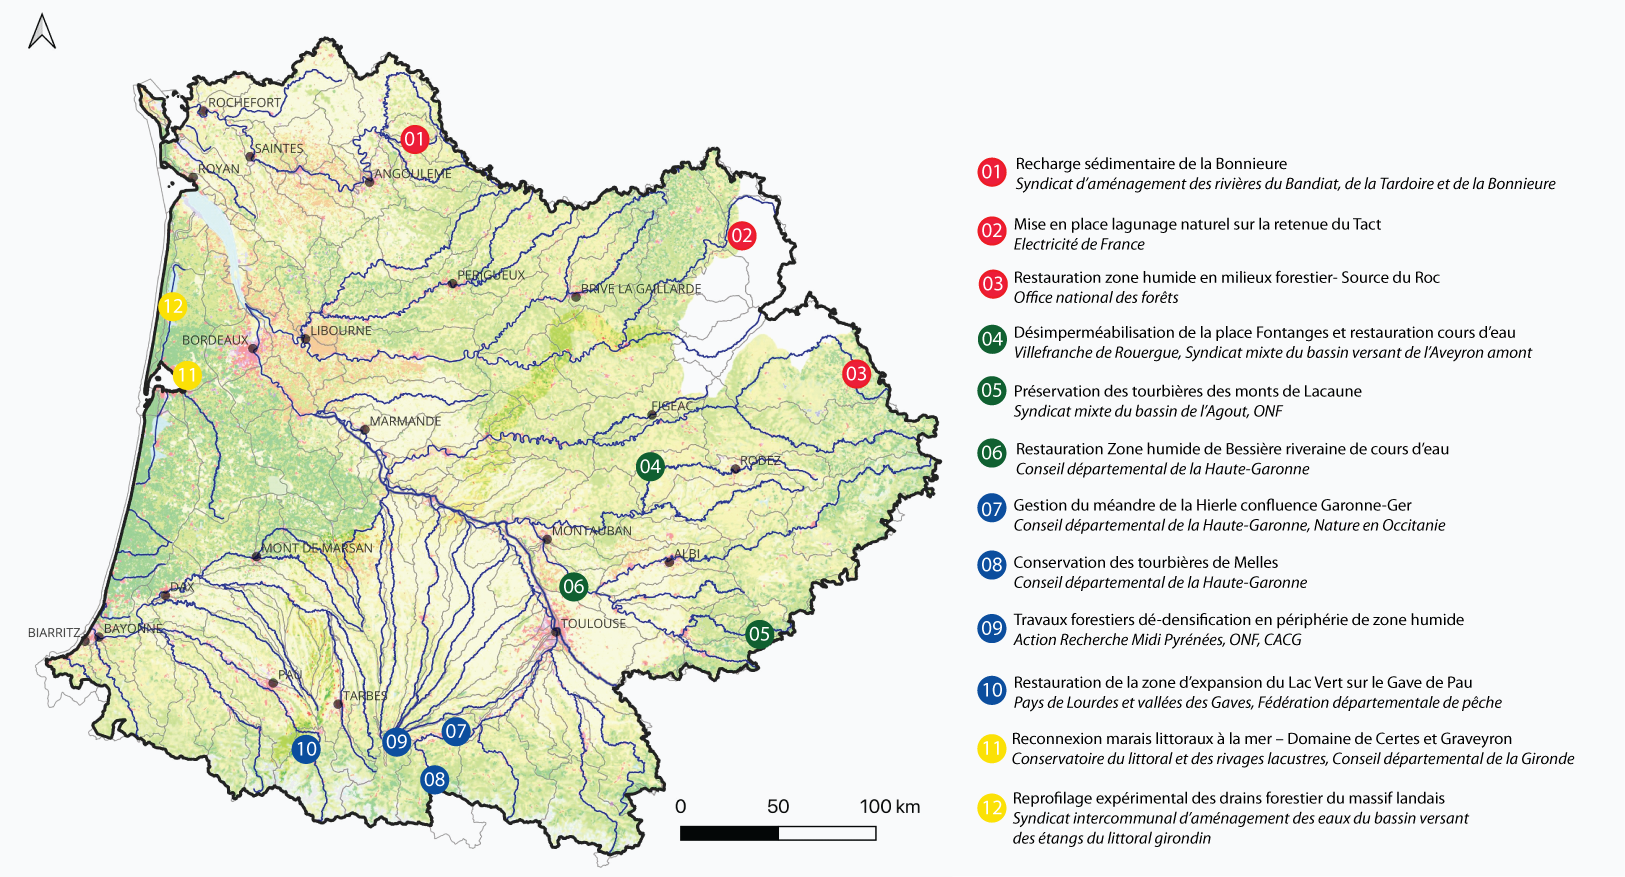 ROCHEFORT
SAINTES
ROYAN
01
ANGOULEME
02
PERIGUEUX
BRIVE LA GAILLARDE
12
LIBOURNE
BORDEAUX
11
03
FIGEAC
MARMANDE
04
RODEZ
MONTAUBAN
MONT DE MARSAN
ALBI
DAX
06
TOULOUSE
BIARRITZ
BAYONNE
05
PAU
TARBES
07
09
10
08
0 50 100 km
01 Recharge sédimentaire de la Bonnieure
Syndicat d’aménagement des rivières du Bandiat, de la Tardoire et de la Bonnieure
02 Mise en place lagunage naturel sur la retenue du Tact
Electricité de France
03 Restauration zone humide en milieux forestier- Source du Roc
Office national des forêts
04 Désimperméabilisation de la place Fontanges et restauration cours d’eau
Villefranche de Rouergue, Syndicat mixte du bassin versant de l’Aveyron amont
05 Préservation des tourbières des monts de Lacaune
Syndicat mixte du bassin de l’Agout, ONF
06 Restauration Zone humide de Bessière riveraine de cours d’eau
Conseil départemental de la Haute-Garonne
07 Gestion du méandre de la Hierle confluence Garonne-Ger
Conseil départemental de la Haute-Garonne, Nature en Occitanie
08 Conservation des tourbières de Melles
Conseil départemental de la Haute-Garonne
09 Travaux forestiers dé-densification en périphérie de zone humide
Action Recherche Midi Pyrénées, ONF, CACG
10 Restauration de la zone d’expansion du Lac Vert sur le Gave de Pau
Pays de Lourdes et vallées des Gaves, Fédération départementale de pêche
11 Reconnexion marais littoraux à la mer – Domaine de Certes et Graveyron
Conservatoire du littoral et des rivages lacustres, Conseil départemental de la Gironde
12 Reprofilage expérimental des drains forestier du massif landais
Syndicat intercommunal d’aménagement des eaux du bassin versant
des étangs du littoral girondin